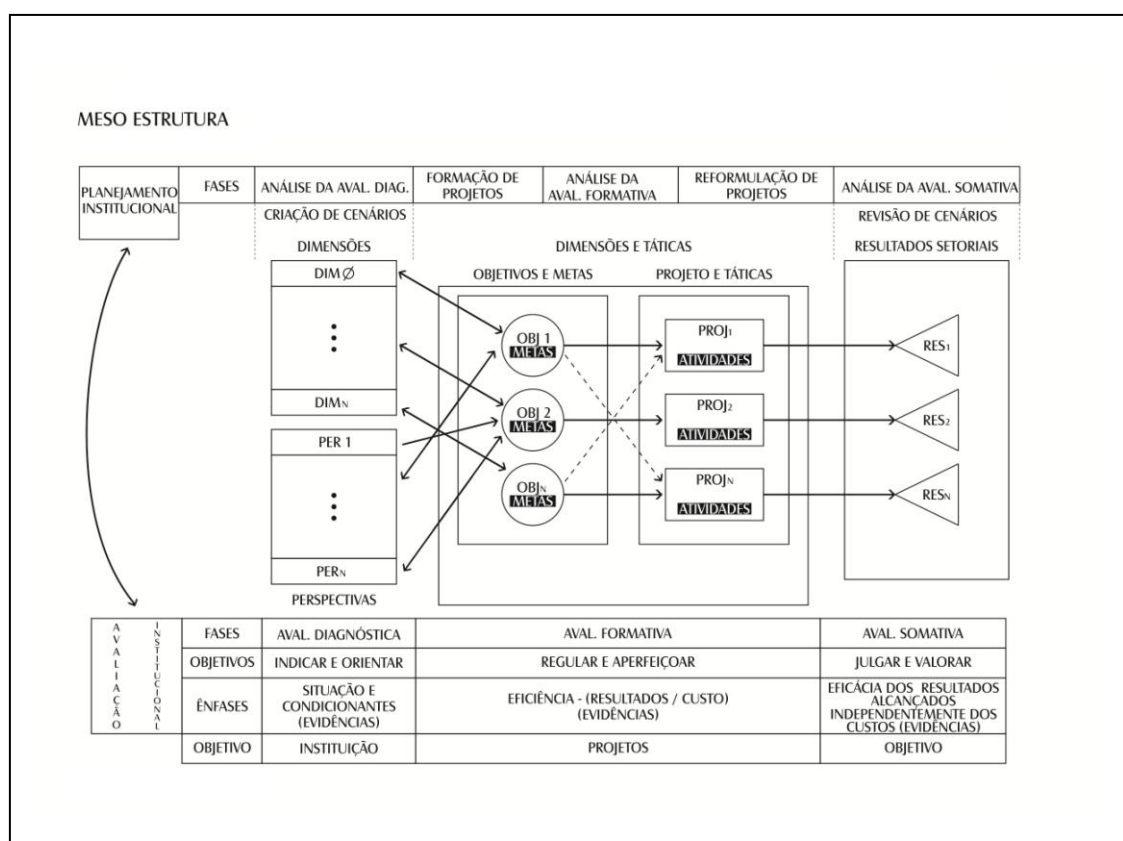 MESO ESTRUTURA
PLANEJAMENTO
INSTITUCIONAL
FASES
ANÁLISE DA AVAL. DIAG.
FORMAÇÃO DE
PROJETOS
ANÁLISE DA
AVAL. FORMATIVA
REFORMULAÇÃO DE
PROJETOS
ANÁLISE DA AVAL. SOMATIVA
CRIAÇÃO DE CENÁRIOS
REVISÃO DE CENÁRIOS
DIMENSÕES
DIMENSÕES E TÁTICAS
RESULTADOS SETORIAIS
OBJETIVOS E METAS
PROJETO E TÁTICAS
DIM Ø
DIMN
PER 1
PERN
PERSPECTIVAS
OBJ 1
METAS
OBJ 2
METAS
OBJN
METAS
PROJ1
ATIVIDADES
PROJ2
ATIVIDADES
PROJN
ATIVIDADES
RES1
RES2
RESN
AVALIAÇÃO
INSTITUCIONAL
FASES
AVAL. DIAGNÓSTICA
AVAL. FORMATIVA
AVAL. SOMATIVA
OBJETIVOS
INDICAR E ORIENTAR
REGULAR E APERFEIÇOAR
JULGAR E VALORAR
ÊNFASES
SITUAÇÃO E
CONDICIONANTES
(EVIDÊNCIAS)
EFICIÊNCIA - (RESULTADOS / CUSTO)
(EVIDÊNCIAS)
EFICÁCIA DOS RESULTADOS
ALCANÇADOS
INDEPENDENTEMENTE DOS
CUSTOS (EVIDÊNCIAS)
OBJETIVO
INSTITUIÇÃO
PROJETOS
OBJETIVO